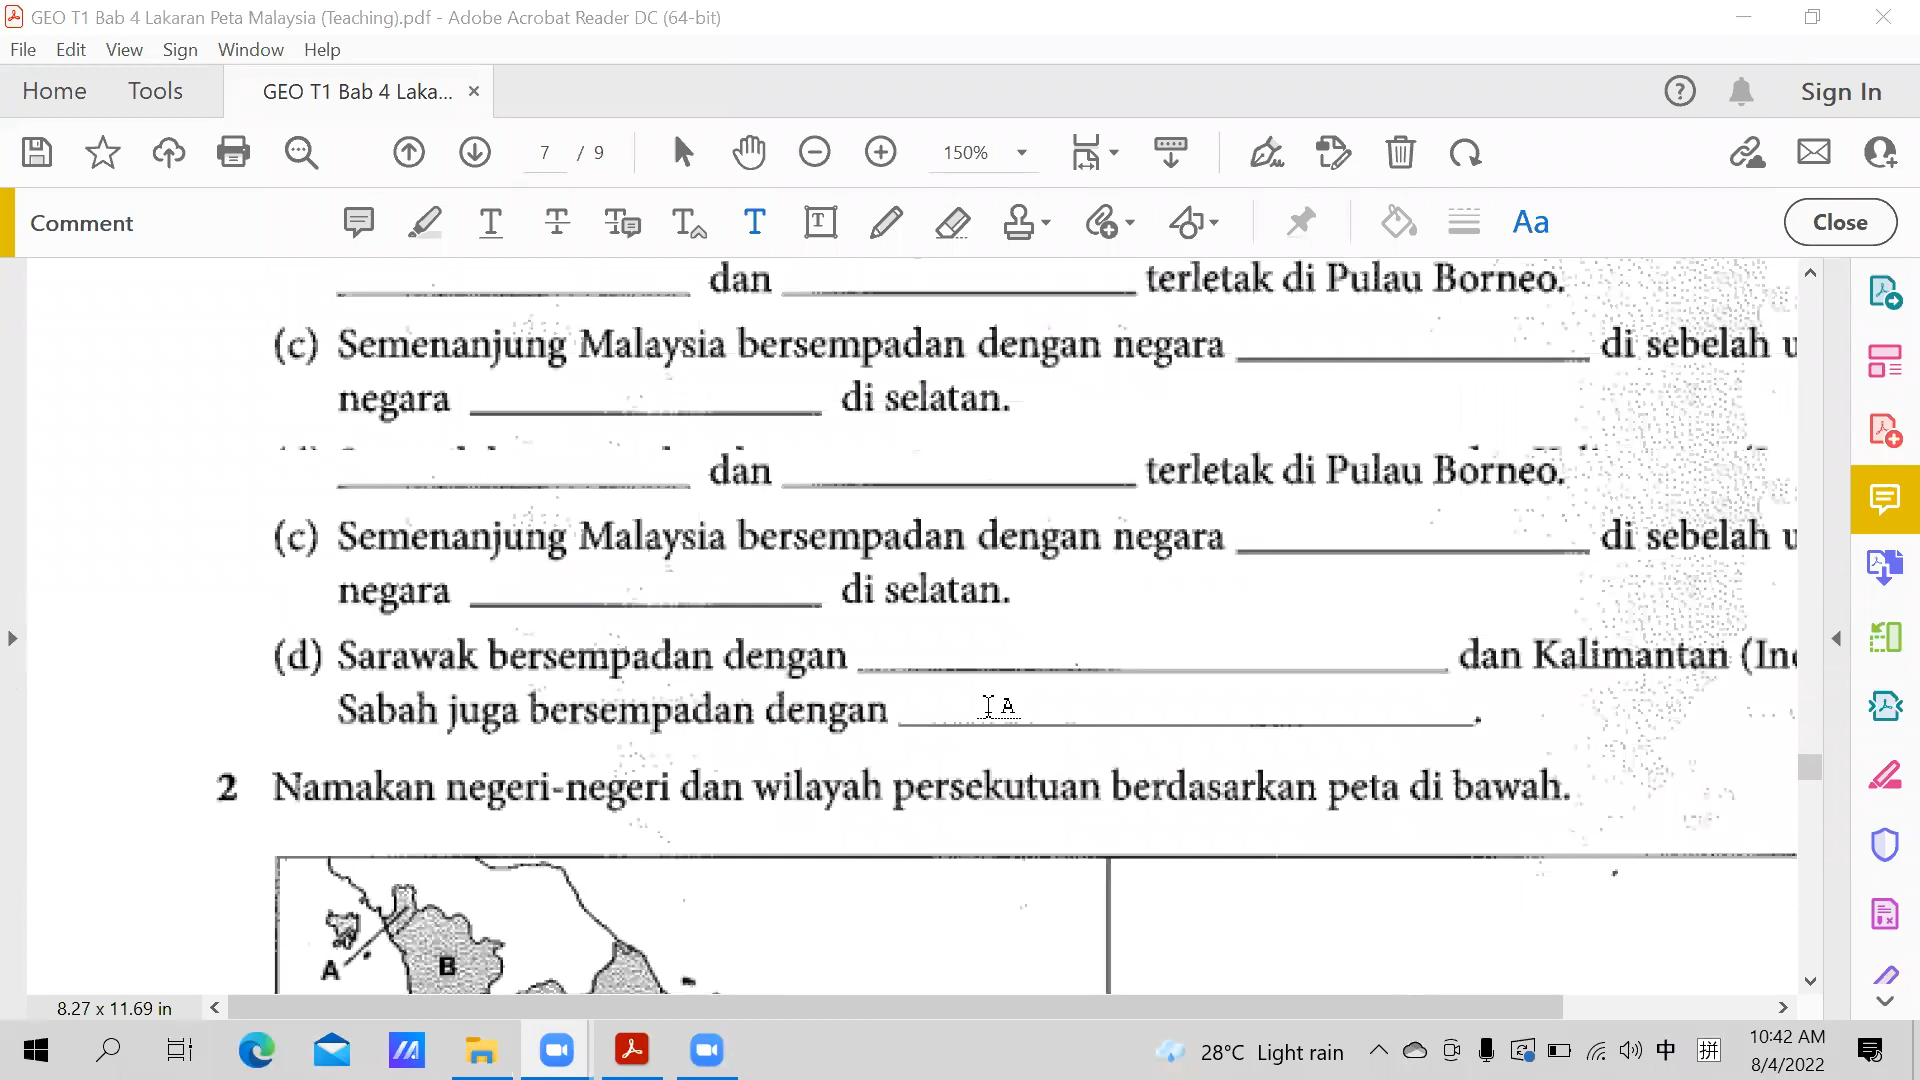 GEO T1 Bab 4 Lakaran Peta Malaysia (Teaching).pdf - Adobe Acrobat Reader DC (64-bit)
File Edit View Sign Window Help
Home Tools GEO T1 Bab 4 Laka... × Sign In
7 / 9 150%
Comment Aa Close
dan terletak di Pulau Borneo.
(c) Semenanjung Malaysia bersempadan dengan negara di sebelah u
negara di selatan.
dan terletak di Pulau Borneo.
(c) Semenanjung Malaysia bersempadan dengan negara di sebelah u
negara di selatan.
(d) Sarawak bersempadan dengan dan Kalimantan (In
Sabah juga bersempadan dengan .
2 Namakan negeri-negeri dan wilayah persekutuan berdasarkan peta di bawah.
A B
8.27 x 11.69 in
28°C Light rain 中 拼 10:42 AM
8/4/2022